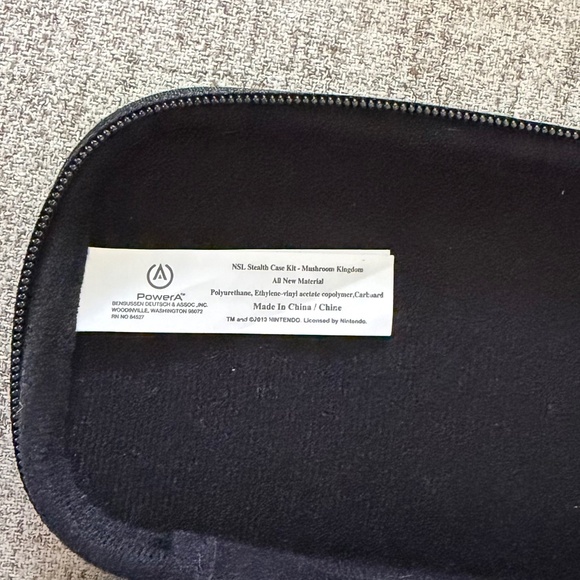 PowerA
BENSUSSEN DEUTSCH & ASSOC.,INC.
WOODINVILLE, WASHINGTON 98072
RN NO 84527
NSL Stealth Case Kit - Mushroom Kingdom
All New Material
Polyurethane, Ethylene-vinyl acetate copolymer,Carboard
Made In China / Chine
TM and ©2013 NINTENDO. Licensed by Nintendo.